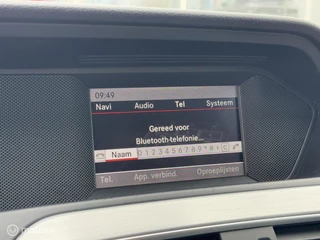 09:49
Navi Audio Tel Systeem
Gereed voor
Bluetooth-telefonie...
Naam 0 1 2 3 4 5 6 7 8 9 * # + C
Tel. App. verbind. Oproeplijsten
Marktplaats